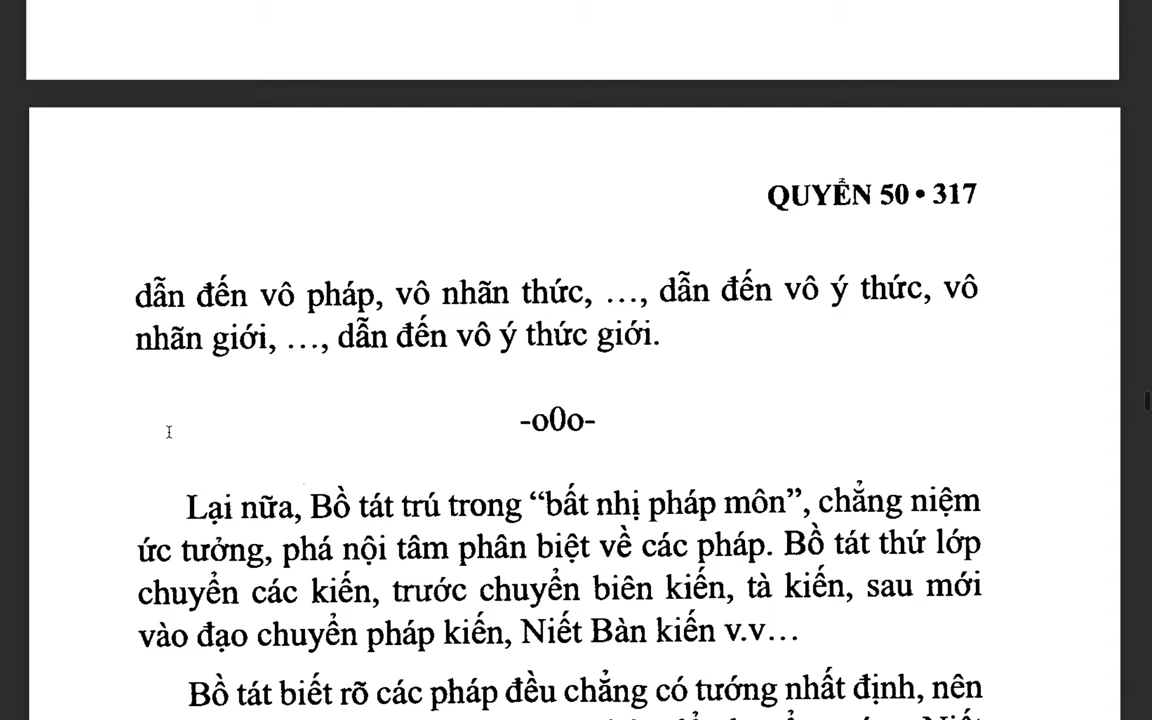 QUYỂN 50 • 317
dẫn đến vô pháp, vô nhãn thức, …, dẫn đến vô ý thức, vô
nhãn giới, …, dẫn đến vô ý thức giới.
-o0o-
Lại nữa, Bồ tát trú trong “bất nhị pháp môn”, chẳng niệm
ức tưởng, phá nội tâm phân biệt về các pháp. Bồ tát thứ lớp
chuyển các kiến, trước chuyển biên kiến, tà kiến, sau mới
vào đạo chuyển pháp kiến, Niết Bàn kiến v.v…
Bồ tát biết rõ các pháp đều chẳng có tướng nhất định, nên